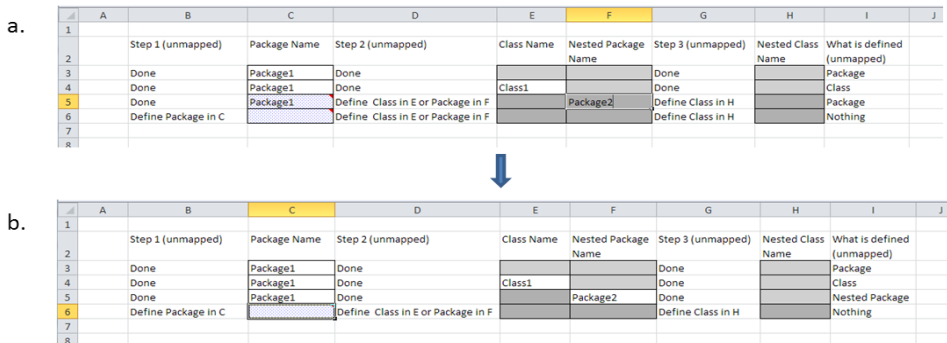 a.
A B C D E F G H I J
1
Step 1 (unmapped) Package Name Step 2 (unmapped) Class Name Nested Package Step 3 (unmapped) Nested Class What is defined
2 Name Name (unmapped)
3 Done Package1 Done Done Package
4 Done Package1 Done Class1 Done Class
5 Done Package1 Define Class in E or Package in F Package2 Define Class in H Package
6 Define Package in C Define Class in E or Package in F Define Class in H Nothing
7
8
b.
A B C D E F G H I J
1
Step 1 (unmapped) Package Name Step 2 (unmapped) Class Name Nested Package Step 3 (unmapped) Nested Class What is defined
2 Name Name (unmapped)
3 Done Package1 Done Done Package
4 Done Package1 Done Class1 Done Class
5 Done Package1 Done Package2 Done Nested Package
6 Define Package in C Define Class in E or Package in F Define Class in H Nothing
7
8